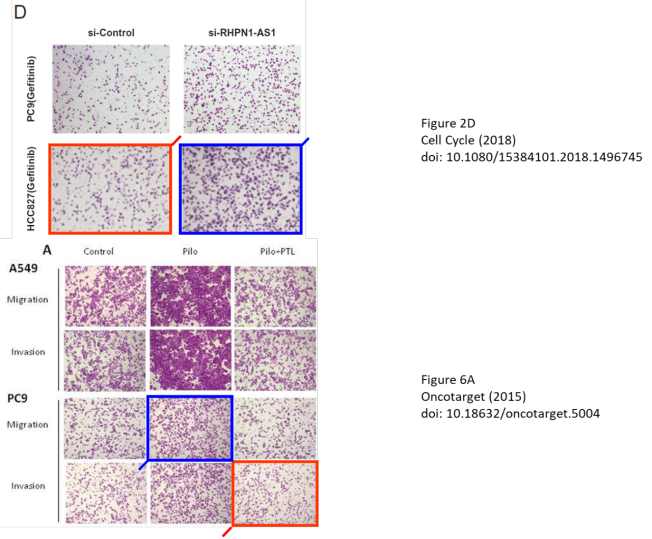 D
si-Control
si-RHPN1-AS1
PC9(Gefitinib)
HCC827(Gefitinib)
Figure 2D
Cell Cycle (2018)
doi: 10.1080/15384101.2018.1496745
A
Control
Pilo
Pilo+PTL
A549
Migration
Invasion
PC9
Migration
Invasion
Figure 6A
Oncotarget (2015)
doi: 10.18632/oncotarget.5004